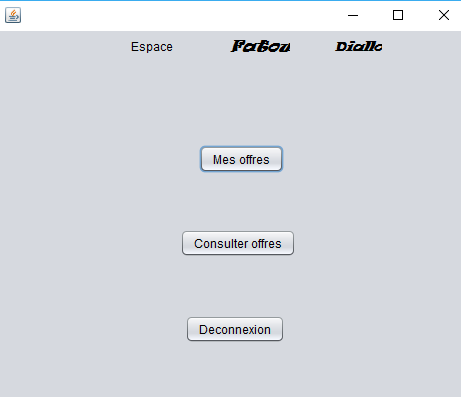 Espace Fatou Diallo
Mes offres
Consulter offres
Deconnexion